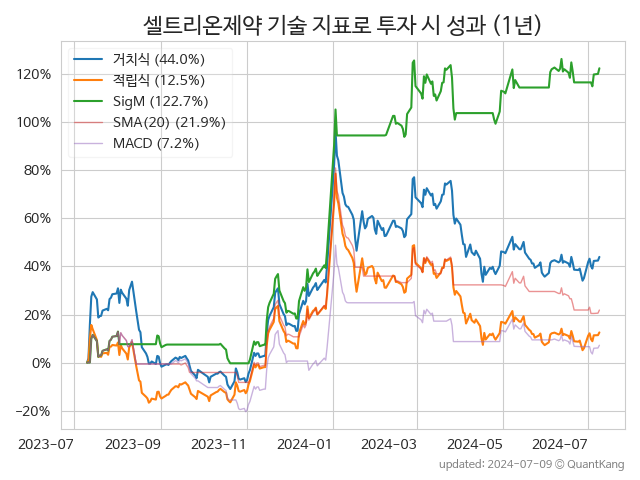 셀트리온제약 기술 지표로 투자 시 성과 (1년)
거치식 (44.0%)
적립식 (12.5%)
SigM (122.7%)
SMA(20) (21.9%)
MACD (7.2%)
120%
100%
80%
60%
40%
20%
0%
−20%
2023-07 2023-09 2023-11 2024-01 2024-03 2024-05 2024-07
updated: 2024-07-09 © QuantKang